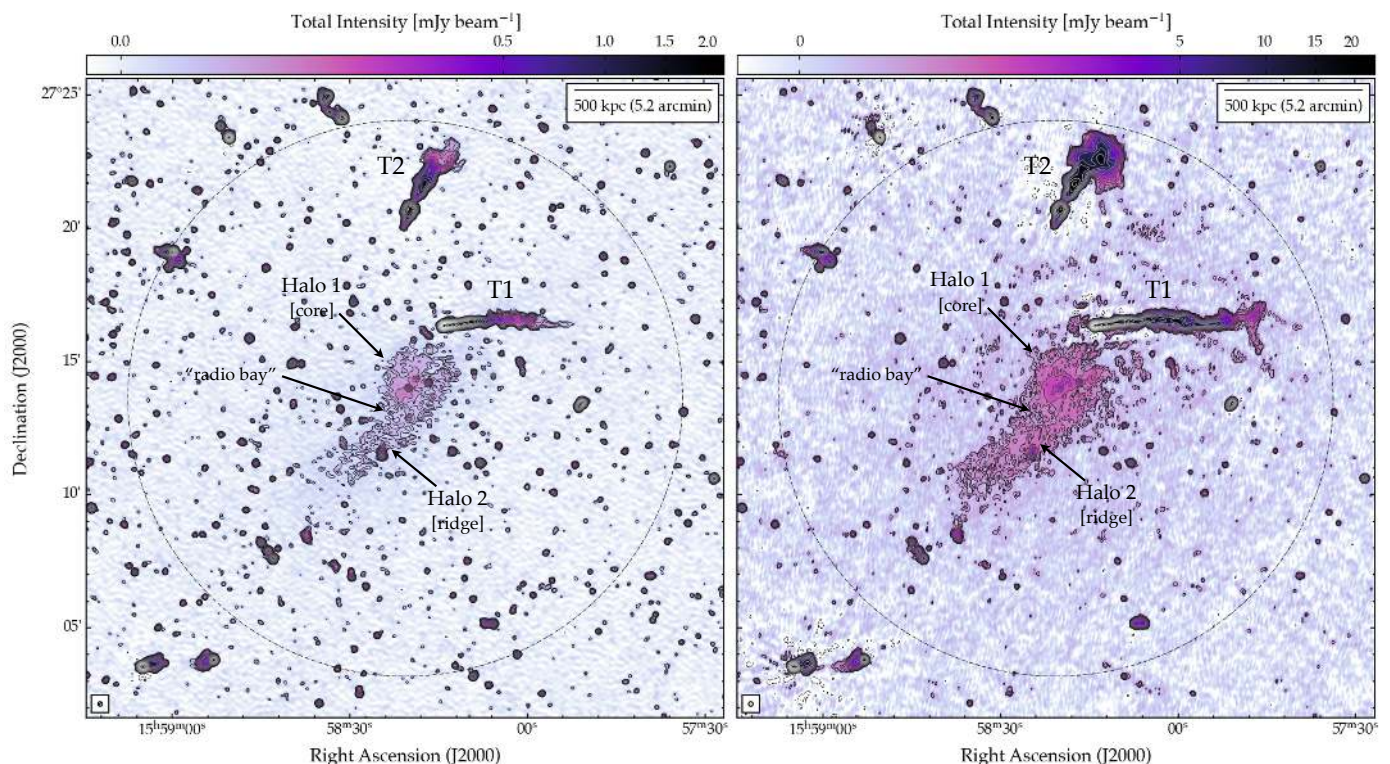 Total Intensity [mJy beam⁻¹]
0.0 0.5 1.0 1.5 2.0
500 kpc (5.2 arcmin)
27°25'
20'
15'
10'
05'
Declination (J2000)
T2
Halo 1
[core]
T1
"radio bay"
Halo 2
[ridge]
15ʰ59ᵐ00ˢ 58ᵐ30ˢ 00ˢ 57ᵐ30ˢ
Right Ascension (J2000)
Total Intensity [mJy beam⁻¹]
0 5 10 15 20
500 kpc (5.2 arcmin)
T2
Halo 1
[core]
T1
"radio bay"
Halo 2
[ridge]
15ʰ59ᵐ00ˢ 58ᵐ30ˢ 00ˢ 57ᵐ30ˢ
Right Ascension (J2000)